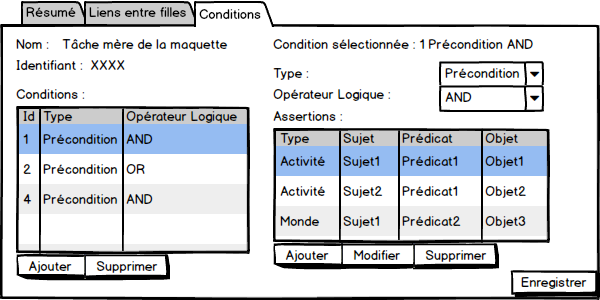 Résumé Liens entre filles Conditions
Nom : Tâche mère de la maquette
Identifiant : XXXX
Conditions :
Id Type Opérateur Logique
1 Précondition AND
2 Précondition OR
4 Précondition AND
Ajouter Supprimer
Condition sélectionnée : 1 Précondition AND
Type : Précondition
Opérateur Logique : AND
Assertions :
Type Sujet Prédicat Objet
Activité Sujet1 Prédicat1 Objet1
Activité Sujet2 Prédicat1 Objet2
Monde Sujet1 Prédicat2 Objet3
Ajouter Modifier Supprimer
Enregistrer